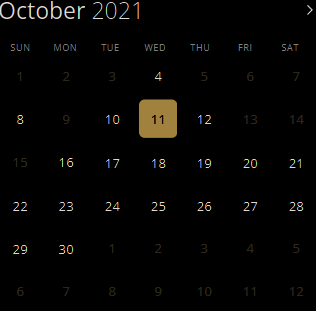 October 2021 >
SUN MON TUE WED THU FRI SAT
1 2 3 4 5 6 7
8 9 10 11 12 13 14
15 16 17 18 19 20 21
22 23 24 25 26 27 28
29 30 1 2 3 4 5
6 7 8 9 10 11 12